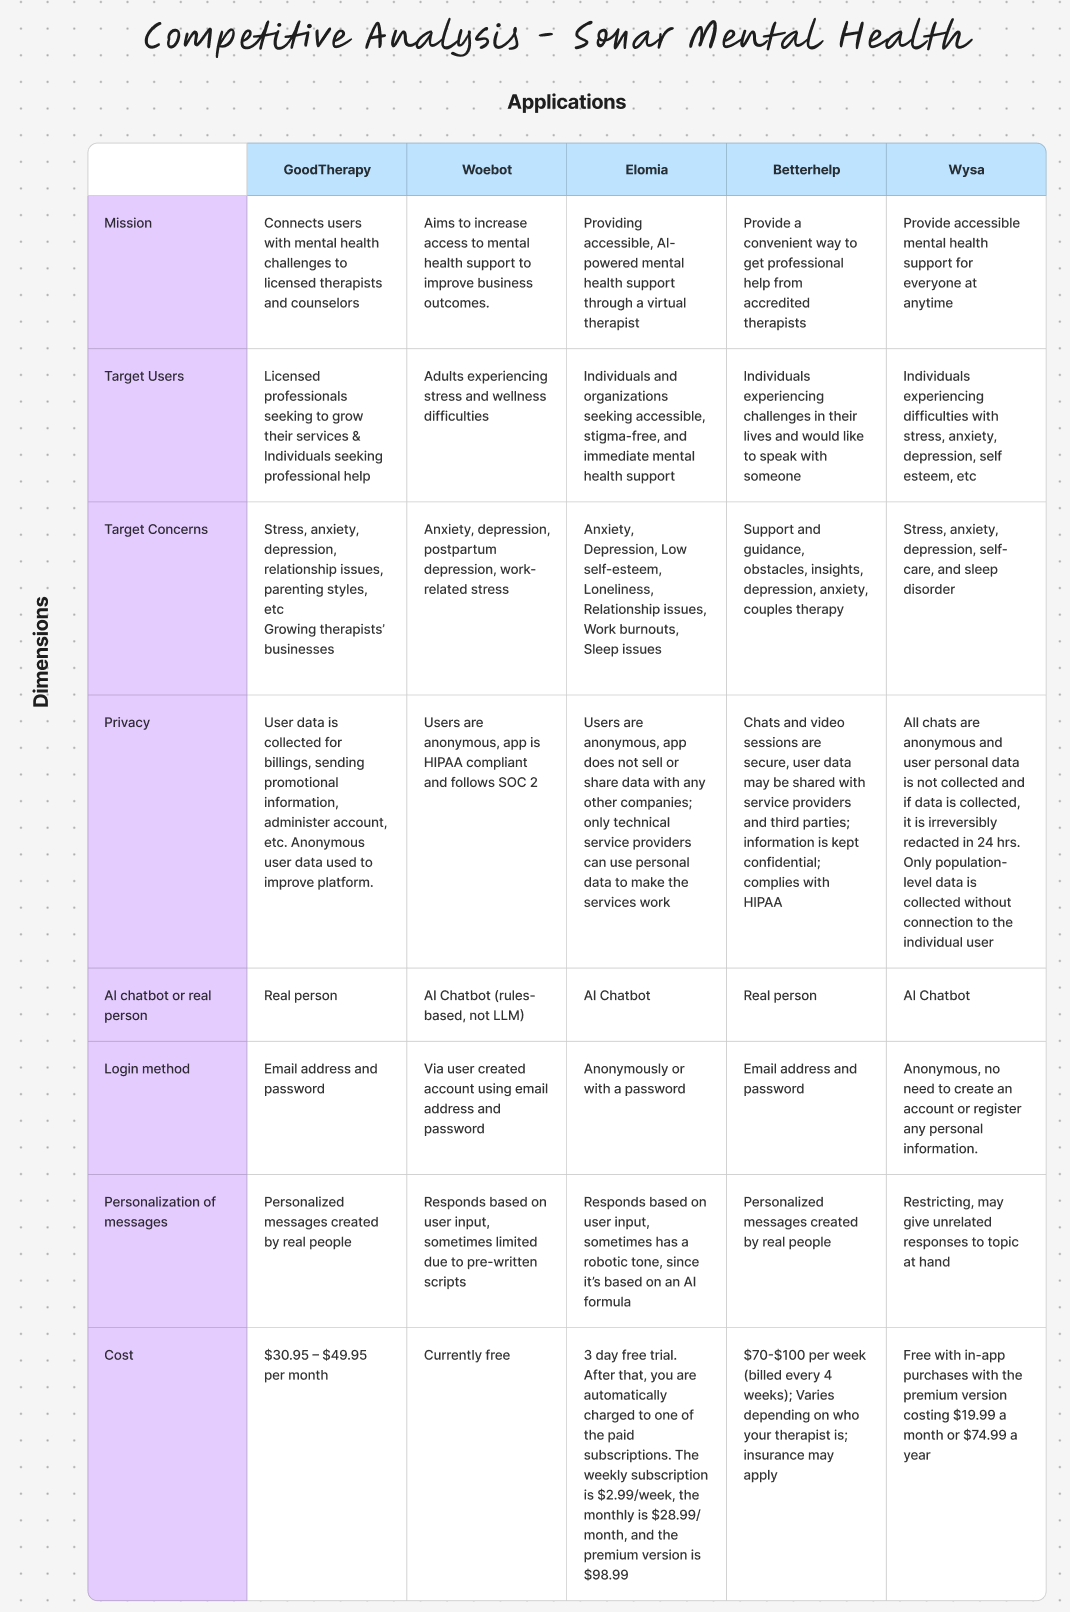 Competitive Analysis - Sonar Mental Health
Applications
Dimensions
GoodTherapy
Woebot
Elomia
Betterhelp
Wysa
Mission
Connects users
with mental health
challenges to
licensed therapists
and counselors
Aims to increase
access to mental
health support to
improve business
outcomes.
Providing
accessible, AI-
powered mental
health support
through a virtual
therapist
Provide a
convenient way to
get professional
help from
accredited
therapists
Provide accessible
mental health
support for
everyone at
anytime
Target Users
Licensed
professionals
seeking to grow
their services &
Individuals seeking
professional help
Adults experiencing
stress and wellness
difficulties
Individuals and
organizations
seeking accessible,
stigma-free, and
immediate mental
health support
Individuals
experiencing
challenges in their
lives and would like
to speak with
someone
Individuals
experiencing
difficulties with
stress, anxiety,
depression, self
esteem, etc
Target Concerns
Stress, anxiety,
depression,
relationship issues,
parenting styles,
etc
Growing therapists’
businesses
Anxiety, depression,
postpartum
depression, work-
related stress
Anxiety,
Depression, Low
self-esteem,
Loneliness,
Relationship issues,
Work burnouts,
Sleep issues
Support and
guidance,
obstacles, insights,
depression, anxiety,
couples therapy
Stress, anxiety,
depression, self-
care, and sleep
disorder
Privacy
User data is
collected for
billings, sending
promotional
information,
administer account,
etc. Anonymous
user data used to
improve platform.
Users are
anonymous, app is
HIPAA compliant
and follows SOC 2
Users are
anonymous, app
does not sell or
share data with any
other companies;
only technical
service providers
can use personal
data to make the
services work
Chats and video
sessions are
secure, user data
may be shared with
service providers
and third parties;
information is kept
confidential;
complies with
HIPAA
All chats are
anonymous and
user personal data
is not collected and
if data is collected,
it is irreversibly
redacted in 24 hrs.
Only population-
level data is
collected without
connection to the
individual user
AI chatbot or real
person
Real person
AI Chatbot (rules-
based, not LLM)
AI Chatbot
Real person
AI Chatbot
Login method
Email address and
password
Via user created
account using email
address and
password
Anonymously or
with a password
Email address and
password
Anonymous, no
need to create an
account or register
any personal
information.
Personalization of
messages
Personalized
messages created
by real people
Responds based on
user input,
sometimes limited
due to pre-written
scripts
Responds based on
user input,
sometimes has a
robotic tone, since
it’s based on an AI
formula
Personalized
messages created
by real people
Restricting, may
give unrelated
responses to topic
at hand
Cost
$30.95 – $49.95
per month
Currently free
3 day free trial.
After that, you are
automatically
charged to one of
the paid
subscriptions. The
weekly subscription
is $2.99/week, the
monthly is $28.99/
month, and the
premium version is
$98.99
$70-$100 per week
(billed every 4
weeks); Varies
depending on who
your therapist is;
insurance may
apply
Free with in-app
purchases with the
premium version
costing $19.99 a
month or $74.99 a
year